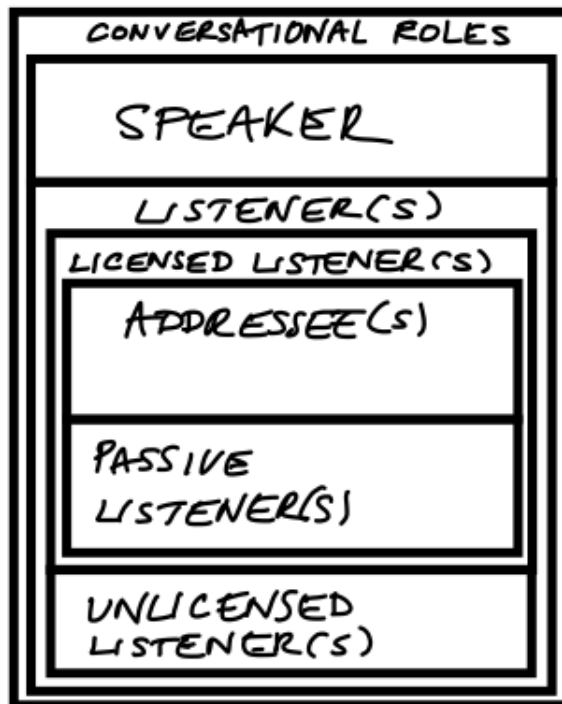 CONVERSATIONAL ROLES
SPEAKER
LISTENER(S)
LICENSED LISTENER(S)
ADDRESSEE(S)
PASSIVE
LISTENER(S)
UNLICENSED
LISTENER(S)